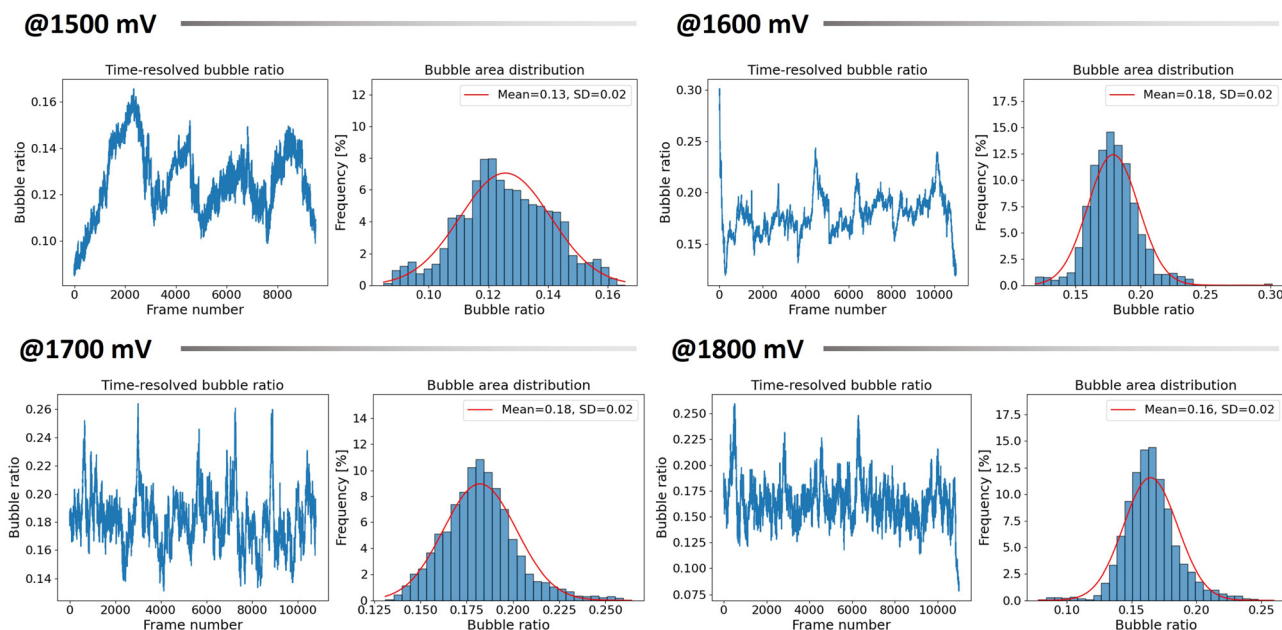 @1500 mV
@1600 mV
Time-resolved bubble ratio
Bubble area distribution
Time-resolved bubble ratio
Bubble area distribution
Bubble ratio
0.16
0.14
0.12
0.10
0 2000 4000 6000 8000
Frame number
Frequency [%]
12
10
8
6
4
2
0
Mean=0.13, SD=0.02
0.10 0.12 0.14 0.16
Bubble ratio
Bubble ratio
0.30
0.25
0.20
0.15
0 2000 4000 6000 8000 10000
Frame number
Frequency [%]
17.5
15.0
12.5
10.0
7.5
5.0
2.5
0.0
Mean=0.18, SD=0.02
0.15 0.20 0.25 0.30
Bubble ratio
@1700 mV
@1800 mV
Time-resolved bubble ratio
Bubble area distribution
Time-resolved bubble ratio
Bubble area distribution
Bubble ratio
0.26
0.24
0.22
0.20
0.18
0.16
0.14
0 2000 4000 6000 8000 10000
Frame number
Frequency [%]
14
12
10
8
6
4
2
0
Mean=0.18, SD=0.02
0.125 0.150 0.175 0.200 0.225 0.250
Bubble ratio
Bubble ratio
0.250
0.225
0.200
0.175
0.150
0.125
0.100
0.075
0 2000 4000 6000 8000 10000
Frame number
Frequency [%]
17.5
15.0
12.5
10.0
7.5
5.0
2.5
0.0
Mean=0.16, SD=0.02
0.10 0.15 0.20 0.25
Bubble ratio